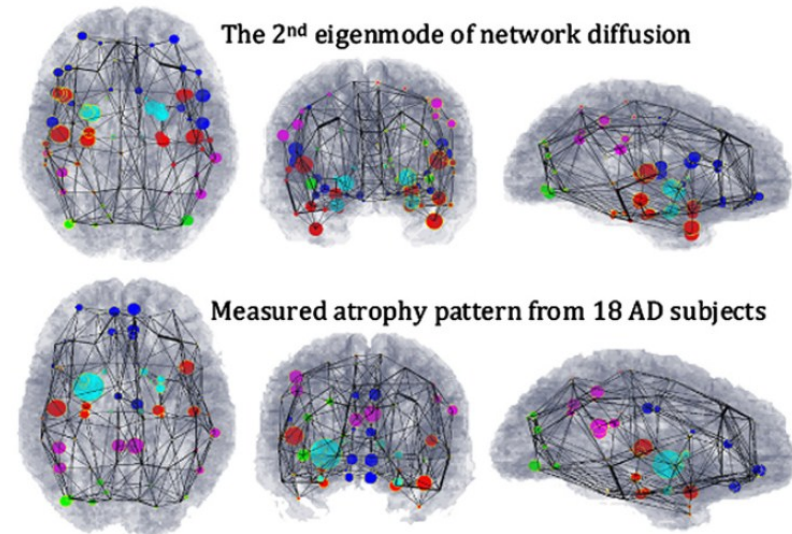 The 2nd eigenmode of network diffusion
Measured atrophy pattern from 18 AD subjects